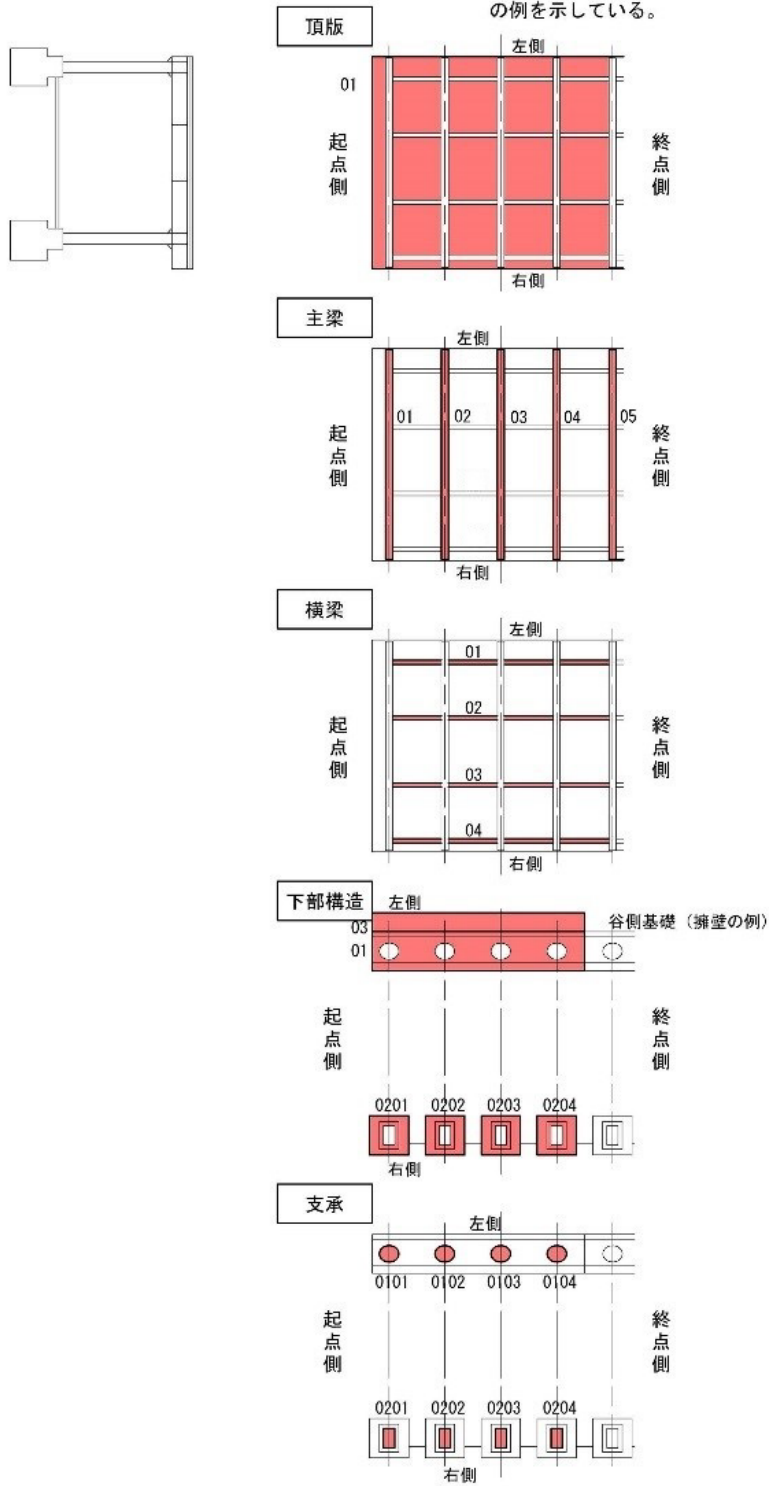 の例を示している。
頂版
左側
01
起点側
終点側
右側
主梁
左側
01 02 03 04 05
起点側
終点側
右側
横梁
左側
01
02
起点側
終点側
03
04
右側
下部構造
左側
03
谷側基礎（擁壁の例）
01
起点側
終点側
0201 0202 0203 0204
右側
支承
左側
0101 0102 0103 0104
起点側
終点側
0201 0202 0203 0204
右側